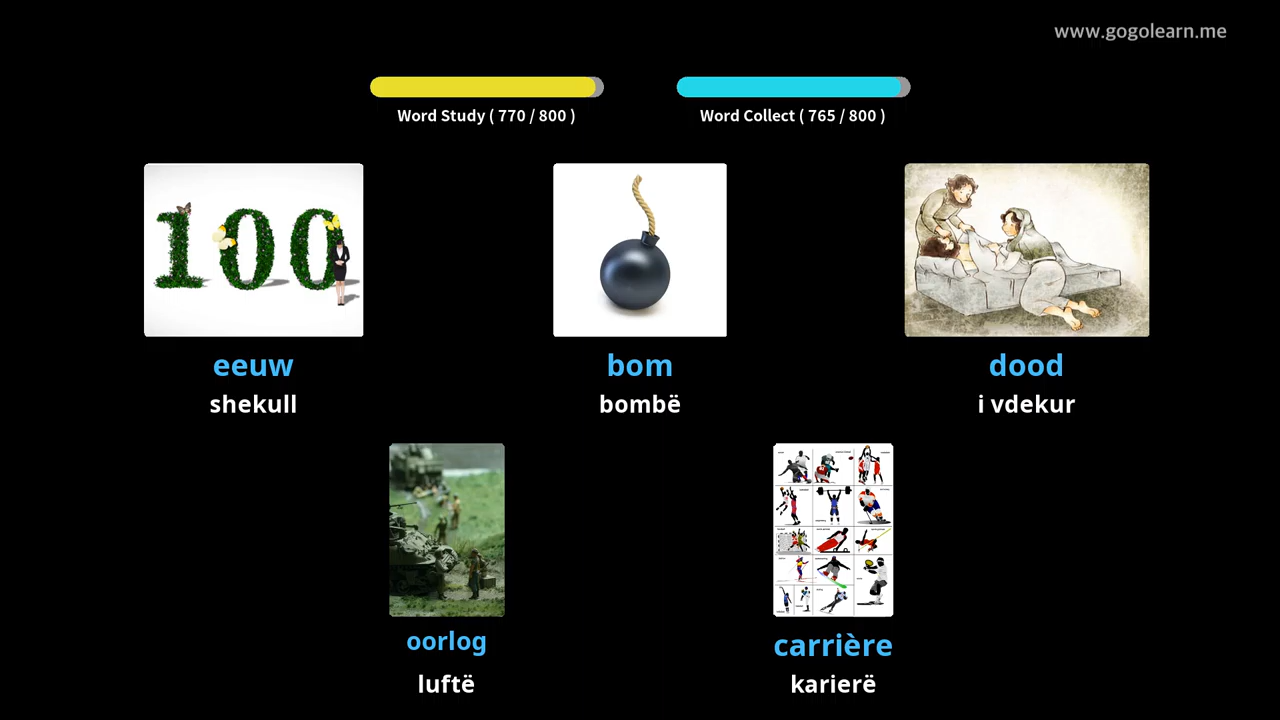 www.gogolearn.me
Word Study ( 770 / 800 )
Word Collect ( 765 / 800 )
100
eeuw
shekull
bom
bombë
dood
i vdekur
oorlog
luftë
carrière
karierë